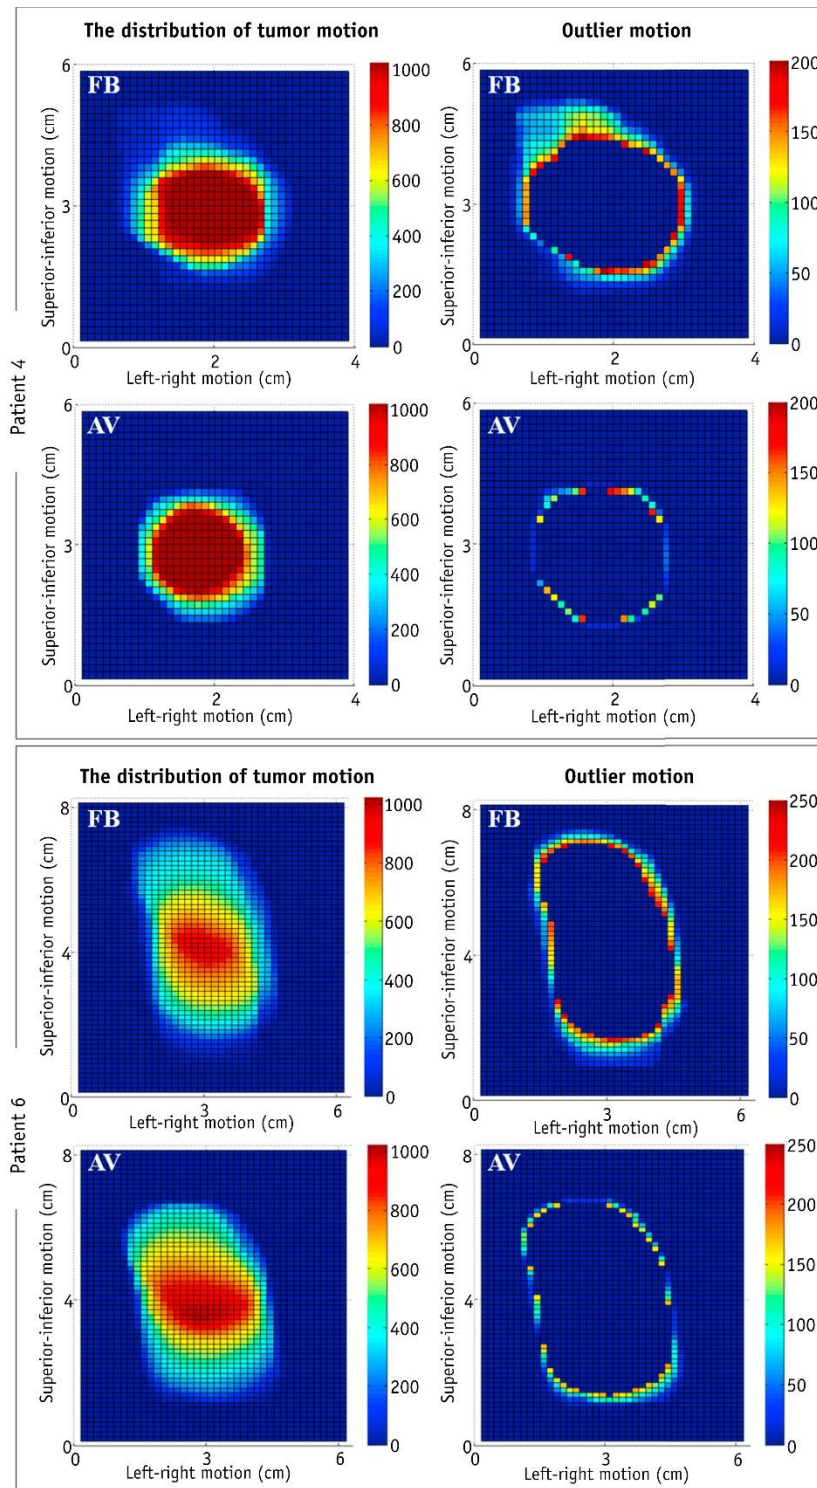 The distribution of tumor motion
Outlier motion
Patient 4
FB
Superior-inferior motion (cm)
6
3
0
0 2 4
Left-right motion (cm)
1000
800
600
400
200
0
FB
Superior-inferior motion (cm)
6
3
0
0 2 4
Left-right motion (cm)
200
150
100
50
0
AV
Superior-inferior motion (cm)
6
3
0
0 2 4
Left-right motion (cm)
1000
800
600
400
200
0
AV
Superior-inferior motion (cm)
6
3
0
0 2 4
Left-right motion (cm)
200
150
100
50
0
The distribution of tumor motion
Outlier motion
Patient 6
FB
Superior-inferior motion (cm)
8
4
0
0 3 6
Left-right motion (cm)
1000
800
600
400
200
0
FB
Superior-inferior motion (cm)
8
4
0
0 3 6
Left-right motion (cm)
250
200
150
100
50
0
AV
Superior-inferior motion (cm)
8
4
0
0 3 6
Left-right motion (cm)
1000
800
600
400
200
0
AV
Superior-inferior motion (cm)
8
4
0
0 3 6
Left-right motion (cm)
250
200
150
100
50
0